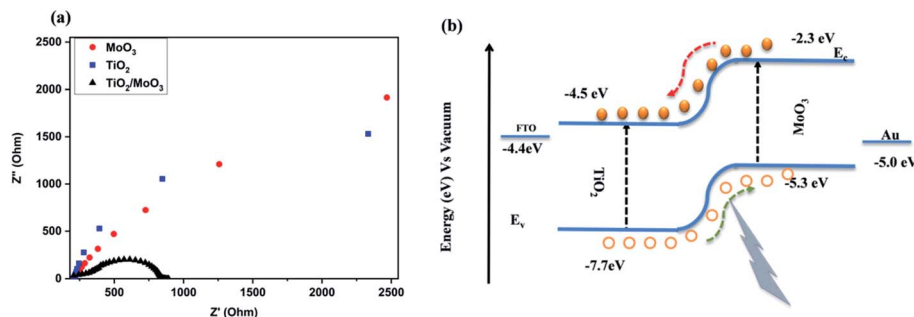 (a)
2500
2000
1500
1000
500
0
Z'' (Ohm)
MoO₃
TiO₂
TiO₂/MoO₃
500
1000
1500
2000
2500
Z' (Ohm)
(b)
Energy (eV) Vs Vacuum
-2.3 eV
E꜀
-4.5 eV
FTO
-4.4eV
TiO₂
MoO₃
Au
-5.0 eV
-5.3 eV
Eᵥ
-7.7eV